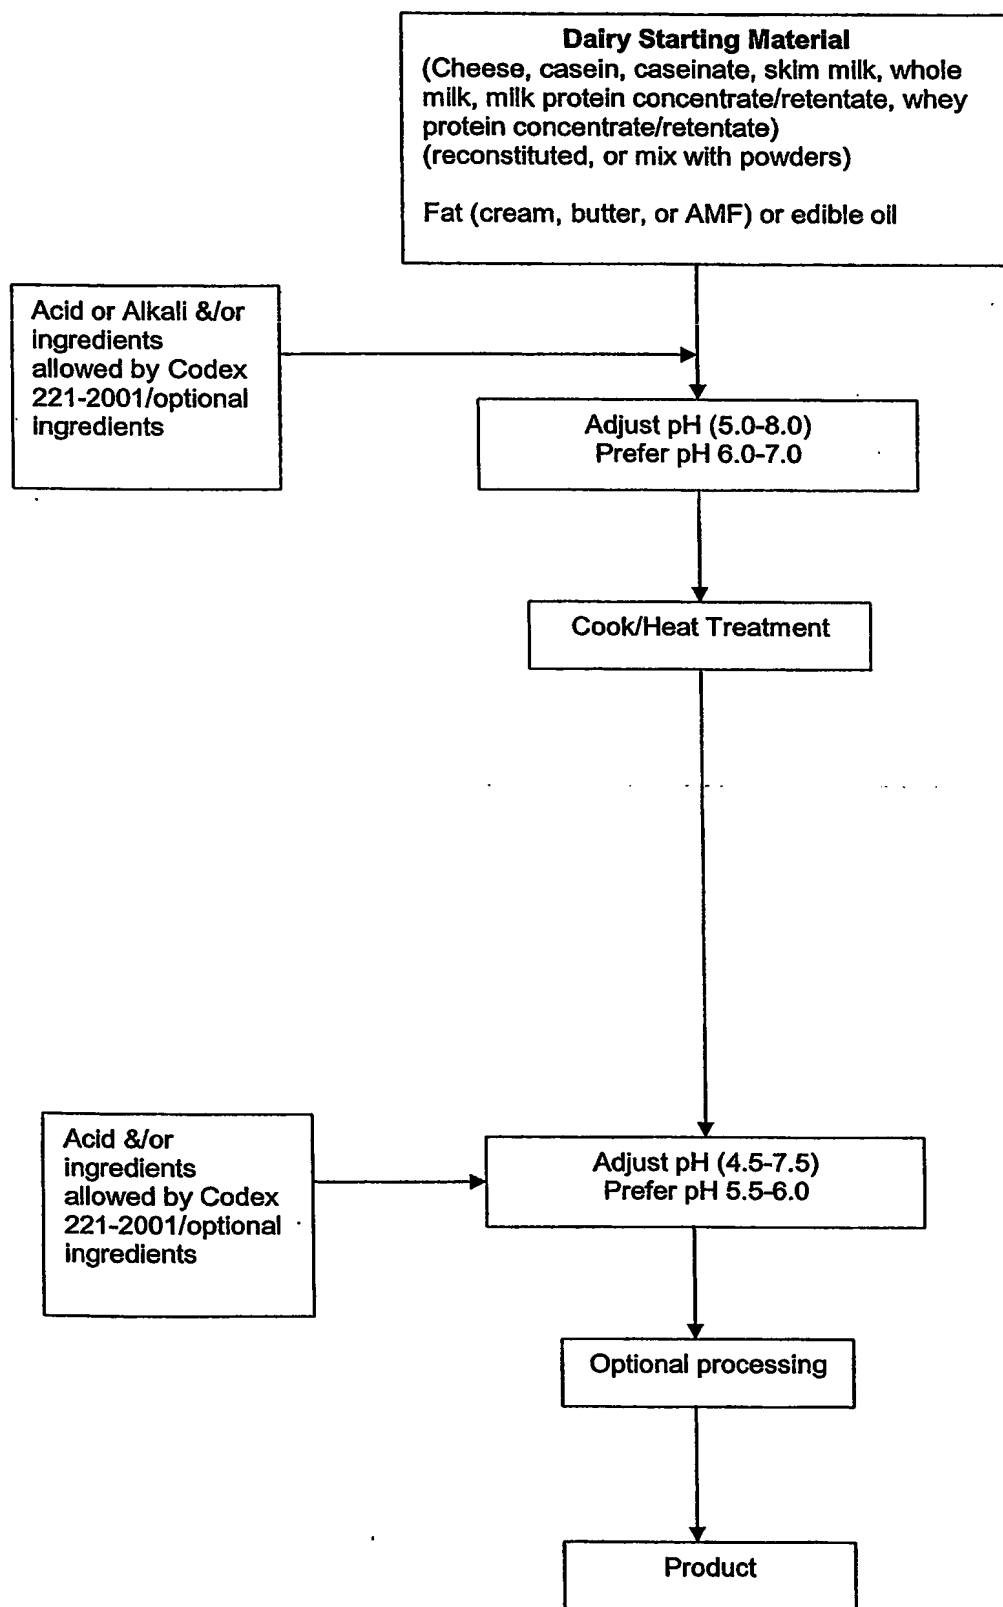 Dairy Starting Material
(Cheese, casein, caseinate, skim milk, whole
milk, milk protein concentrate/retentate, whey
protein concentrate/retentate)
(reconstituted, or mix with powders)
Fat (cream, butter, or AMF) or edible oil
Acid or Alkali &/or
ingredients
allowed by Codex
221-2001/optional
ingredients
Adjust pH (5.0-8.0)
Prefer pH 6.0-7.0
Cook/Heat Treatment
Acid &/or
ingredients
allowed by Codex
221-2001/optional
ingredients
Adjust pH (4.5-7.5)
Prefer pH 5.5-6.0
Optional processing
Product